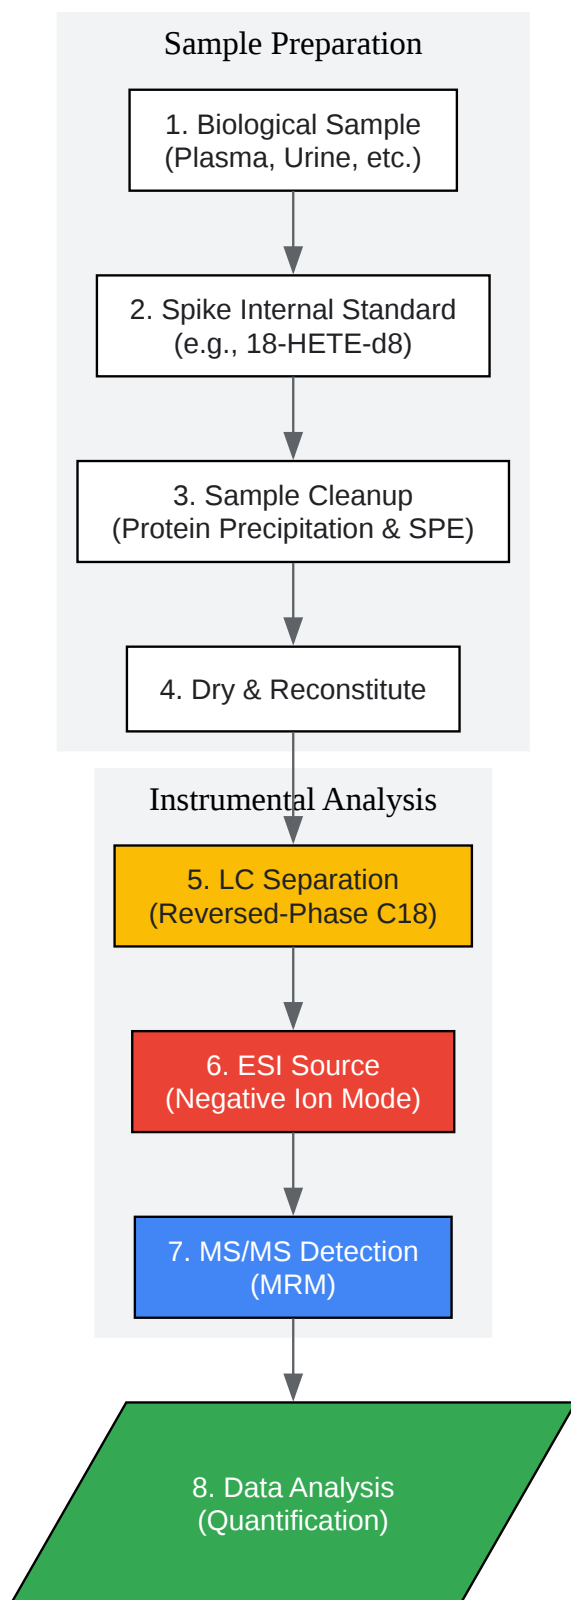 Sample Preparation
1. Biological Sample
(Plasma, Urine, etc.)
2. Spike Internal Standard
(e.g., 18-HETE-d8)
3. Sample Cleanup
(Protein Precipitation & SPE)
4. Dry & Reconstitute
Instrumental Analysis
5. LC Separation
(Reversed-Phase C18)
6. ESI Source
(Negative Ion Mode)
7. MS/MS Detection
(MRM)
8. Data Analysis
(Quantification)